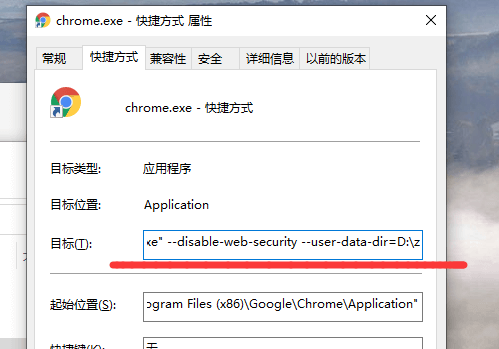 chrome.exe - 快捷方式 属性
常规 快捷方式 兼容性 安全 详细信息 以前的版本
chrome.exe - 快捷方式
目标类型: 应用程序
目标位置: Application
目标(T): xe" --disable-web-security --user-data-dir=D:\z
起始位置(S): ogram Files (x86)\Google\Chrome\Application"
快捷键(K): 无